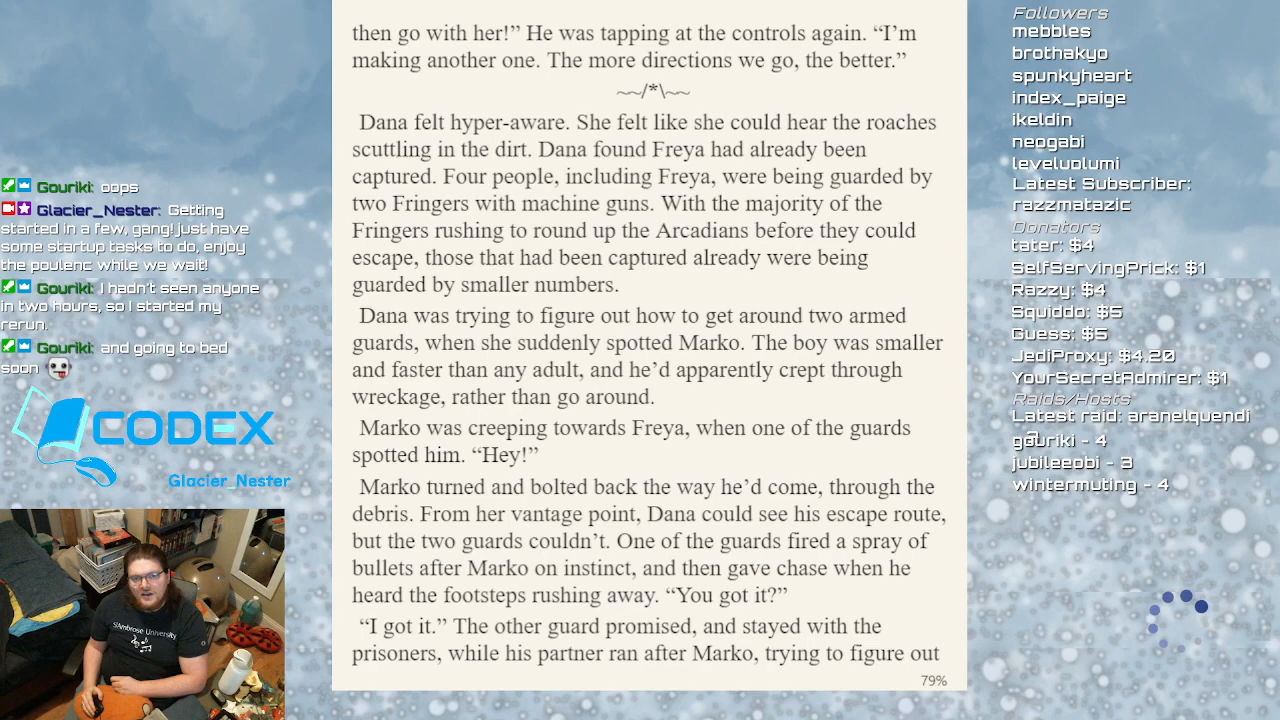 then go with her!” He was tapping at the controls again. “I’m
making another one. The more directions we go, the better.”
~~/*\~~
Dana felt hyper-aware. She felt like she could hear the roaches
scuttling in the dirt. Dana found Freya had already been
captured. Four people, including Freya, were being guarded by
two Fringers with machine guns. With the majority of the
Fringers rushing to round up the Arcadians before they could
escape, those that had been captured already were being
guarded by smaller numbers.
Dana was trying to figure out how to get around two armed
guards, when she suddenly spotted Marko. The boy was smaller
and faster than any adult, and he’d apparently crept through
wreckage, rather than go around.
Marko was creeping towards Freya, when one of the guards
spotted him. “Hey!”
Marko turned and bolted back the way he’d come, through the
debris. From her vantage point, Dana could see his escape route,
but the two guards couldn’t. One of the guards fired a spray of
bullets after Marko on instinct, and then gave chase when he
heard the footsteps rushing away. “You got it?”
“I got it.” The other guard promised, and stayed with the
prisoners, while his partner ran after Marko, trying to figure out
79%
Gouriki: oops
Glacier_Nester: Getting
started in a few, gang! just have
some startup tasks to do, enjoy
the poulenc while we wait!
Gouriki: I hadn't seen anyone
in two hours, so I started my
rerun.
Gouriki: and going to bed
soon
CODEX
Glacier_Nester
St. Ambrose University
Followers
mebbles
brothakyo
spunkyheart
index_paige
ikeldin
neogabi
leveluplumi
Latest Subscriber:
razzmatazic
Donators
tater: $4
SelfServingPrick: $1
Razzy: $4
Squiddo: $5
Guess: $5
JediProxy: $4.20
YourSecretAdmirer: $1
Raids/Hosts
Latest raid: aranelquendi
gouriki - 4
jubileebi - 3
wintermuting - 4